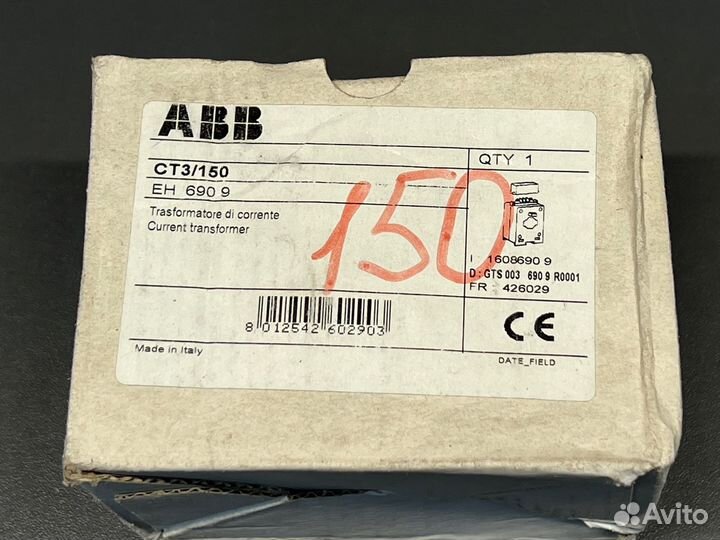 ABB
CT3/150
EH 690 9
Trasformatore di corrente
Current transformer
150
QTY 1
I : 1608690 9
D : GTS 003 690 9 R0001
FR : 426029
8 012542 602903
Made in Italy
CE
DATE_FIELD
Avito